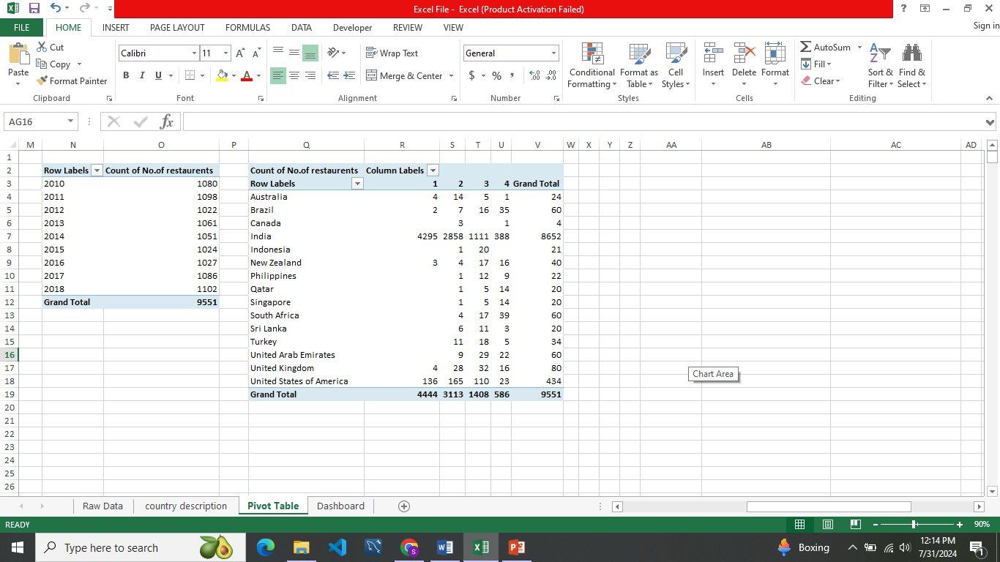 Excel File - Excel (Product Activation Failed)
FILE HOME INSERT PAGE LAYOUT FORMULAS DATA Developer REVIEW VIEW Sign in
Paste Cut
Copy
Format Painter
Clipboard
Calibri 11
B I U
Font
Wrap Text
Merge & Center
Alignment
General
$ % ,
Number
Conditional Formatting Format as Table Cell Styles
Styles
Insert Delete Format
Cells
AutoSum
Fill
Clear
Sort & Filter Find & Select
Editing
AG16 fx
M N O P Q R S T U V W X Y Z AA AB AC AD
1
2 Row Labels Count of No.of restaurents Count of No.of restaurents Column Labels
3 2010 1080 Row Labels 1 2 3 4 Grand Total
4 2011 1098 Australia 4 14 5 1 24
5 2012 1022 Brazil 2 7 16 35 60
6 2013 1061 Canada 3 1 4
7 2014 1051 India 4295 2858 1111 388 8652
8 2015 1024 Indonesia 1 20 21
9 2016 1027 New Zealand 3 4 17 16 40
10 2017 1086 Philippines 1 12 9 22
11 2018 1102 Qatar 1 5 14 20
12 Grand Total 9551 Singapore 1 5 14 20
13 South Africa 4 17 39 60
14 Sri Lanka 6 11 3 20
15 Turkey 11 18 5 34
16 United Arab Emirates 9 29 22 60
17 United Kingdom 4 28 32 16 80
18 United States of America 136 165 110 23 434
19 Grand Total 4444 3113 1408 586 9551
20
21
22
23
24
25
26
Chart Area
Raw Data country description Pivot Table Dashboard
READY 90%
Type here to search Boxing 12:14 PM
7/31/2024
1